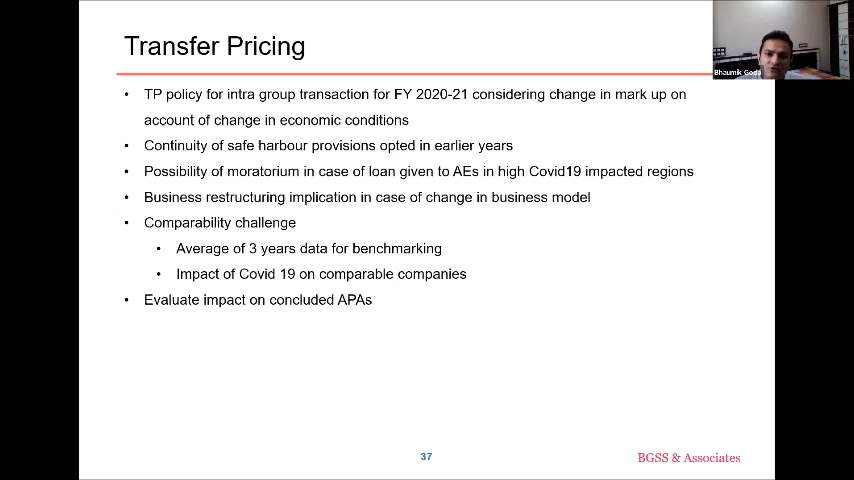 Transfer Pricing
Bhaumik Goda
• TP policy for intra group transaction for FY 2020-21 considering change in mark up on
account of change in economic conditions
• Continuity of safe harbour provisions opted in earlier years
• Possibility of moratorium in case of loan given to AEs in high Covid19 impacted regions
• Business restructuring implication in case of change in business model
• Comparability challenge
• Average of 3 years data for benchmarking
• Impact of Covid 19 on comparable companies
• Evaluate impact on concluded APAs
37
BGSS & Associates